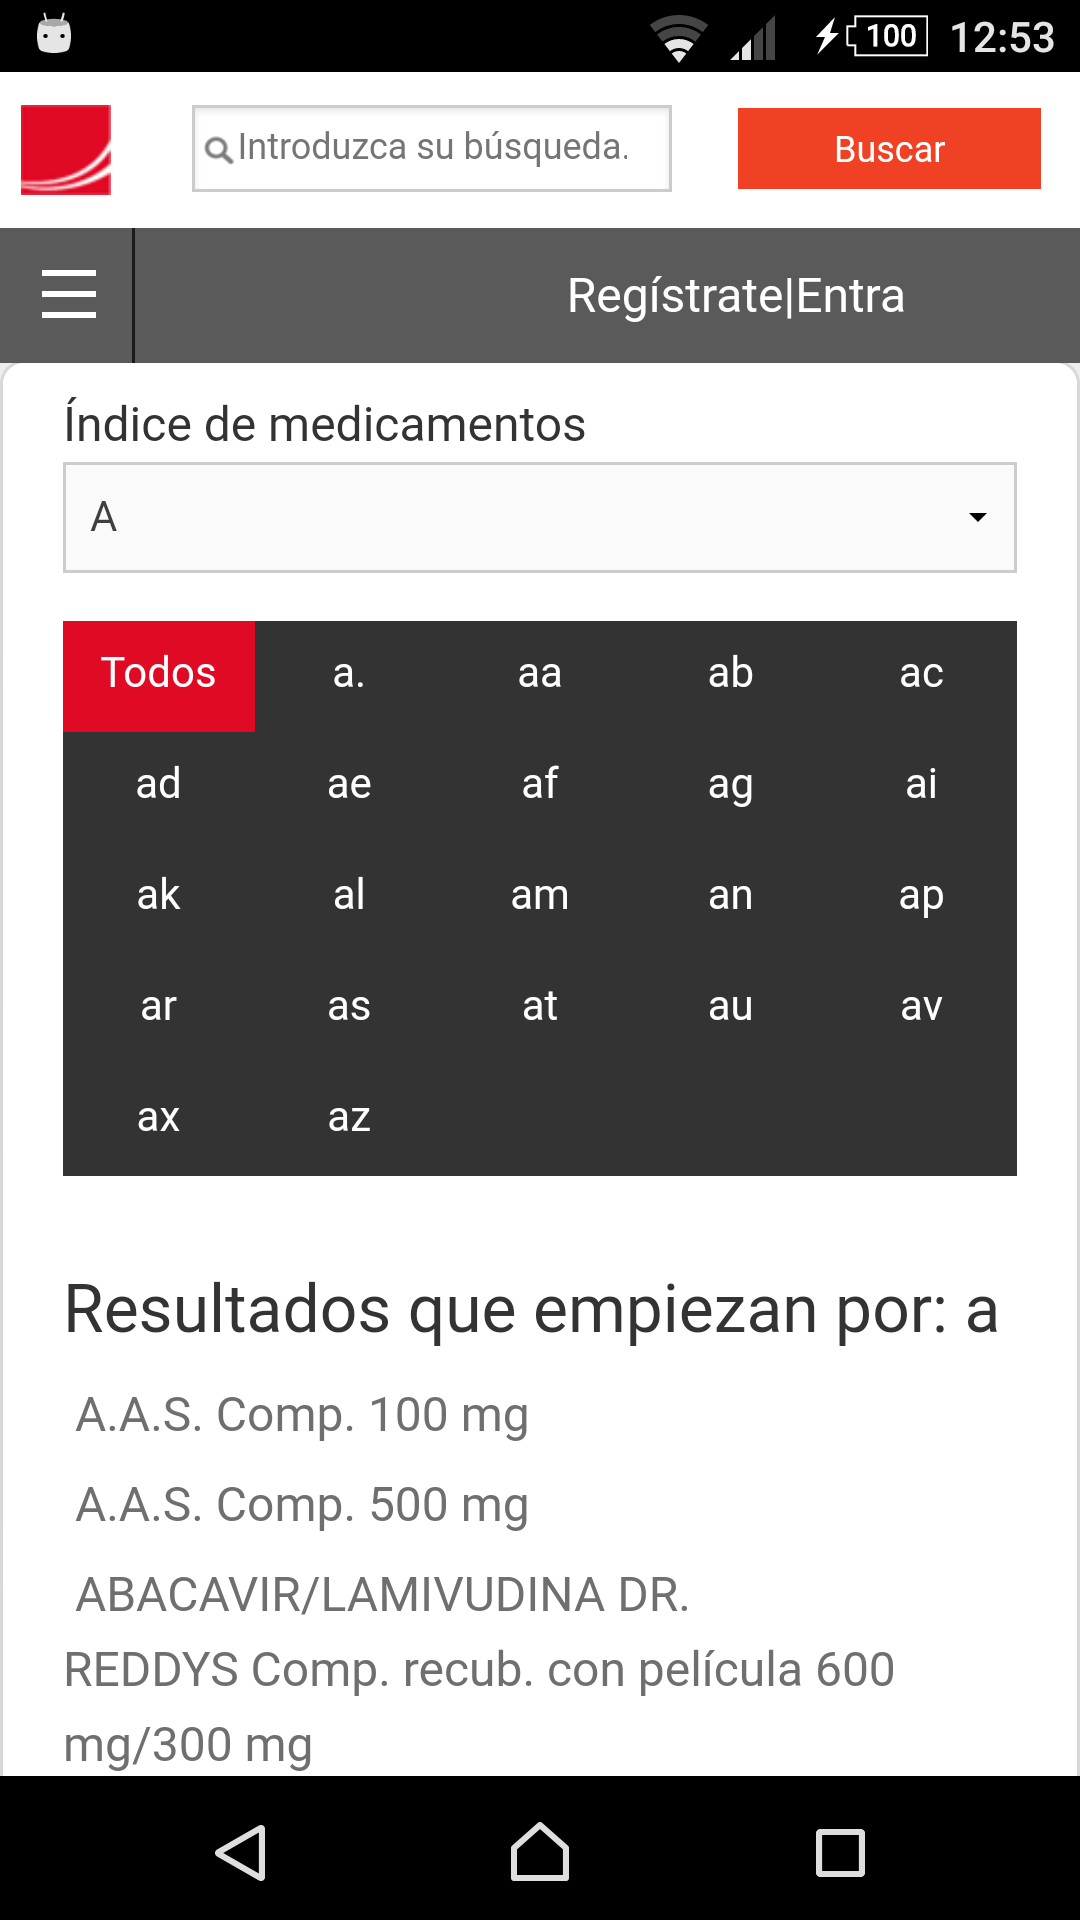 100 12:53
Introduzca su búsqueda.
Buscar
Regístrate|Entra
Índice de medicamentos
A
Todos a. aa ab ac
ad ae af ag ai
ak al am an ap
ar as at au av
ax az
Resultados que empiezan por: a
A.A.S. Comp. 100 mg
A.A.S. Comp. 500 mg
ABACAVIR/LAMIVUDINA DR.
REDDYS Comp. recub. con película 600
mg/300 mg